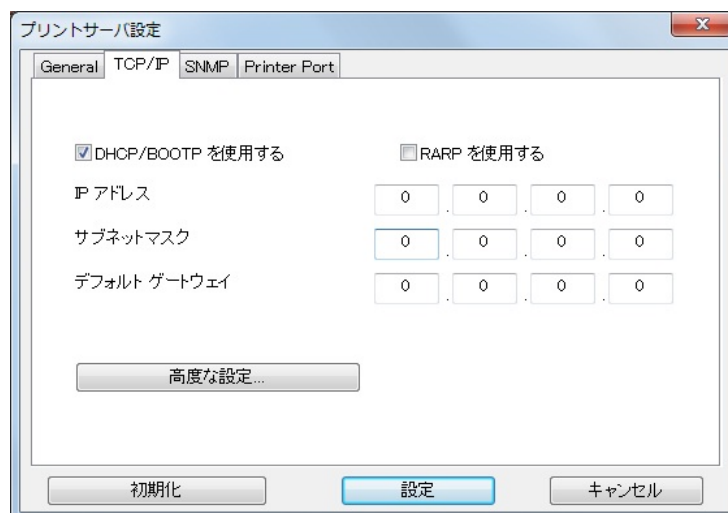 プリントサーバ設定
General TCP/IP SNMP Printer Port
DHCP/BOOTP を使用する RARP を使用する
IP アドレス 0 . 0 . 0 . 0
サブネットマスク 0 . 0 . 0 . 0
デフォルト ゲートウェイ 0 . 0 . 0 . 0
高度な設定...
初期化 設定 キャンセル